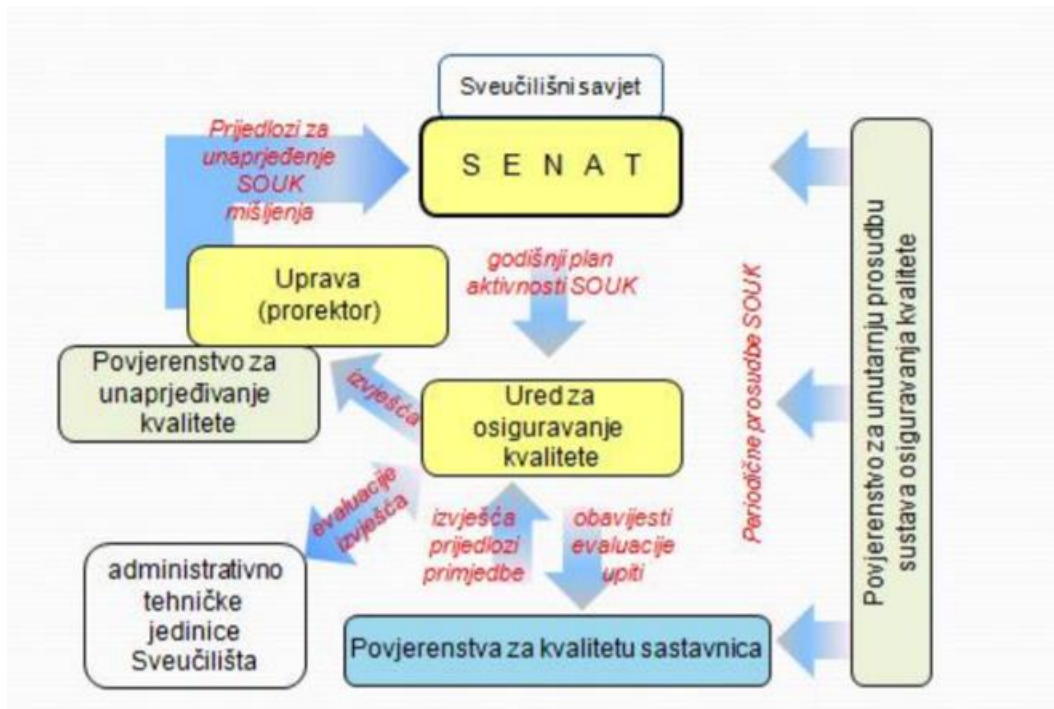 Sveučilišni savjet
S E N A T
Prijedlozi za
unaprjeđenje
SOUK
mišljenja
Uprava
(prorektor)
godišnji plan
aktivnosti SOUK
Povjerenstvo za
unaprjeđivanje
kvalitete
izvješća
Ured za
osiguravanje
kvalitete
evaluacije
izvješća
izvješća
prijedlozi
primjedbe
obavijesti
evaluacije
upiti
administrativno
tehničke
jedinice
Sveučilišta
Povjerenstva za kvalitetu sastavnica
Periodične prosudbe SOUK
Povjerenstvo za unutarnju prosudbu
sustava osiguravanja kvalitete